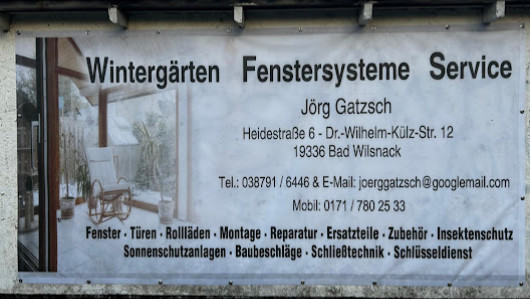 Wintergärten Fenstersysteme Service
Jörg Gatzsch
Heidestraße 6 - Dr.-Wilhelm-Külz-Str. 12
19336 Bad Wilsnack
Tel.: 038791 / 6446 & E-Mail: joerggatzsch@googlemail.com
Mobil: 0171 / 780 25 33
Fenster · Türen · Rollläden · Montage · Reparatur · Ersatzteile · Zubehör · Insektenschutz
Sonnenschutzanlagen · Baubeschläge · Schließtechnik · Schlüsseldienst